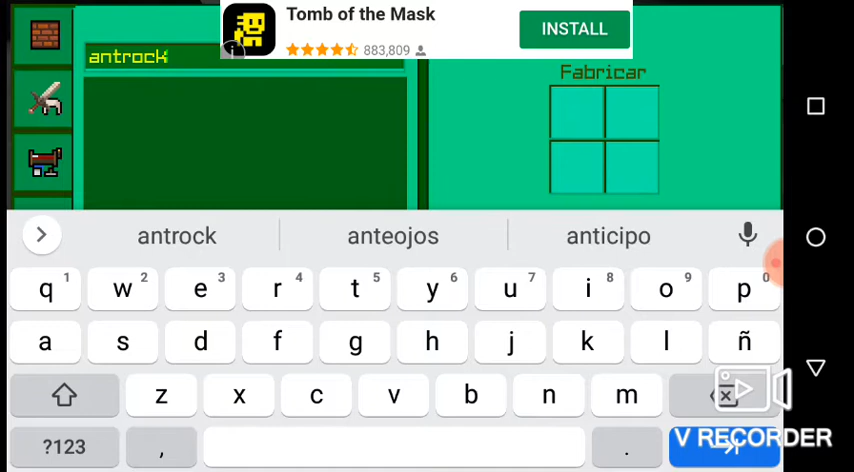 Tomb of the Mask
883,809
INSTALL
antrock
Fabricar
antrock anteojos anticipo
q 1 w 2 e 3 r 4 t 5 y 6 u 7 i 8 o 9 p 0
a s d f g h j k l ñ
z x c v b n m
?123 , .
V RECORDER